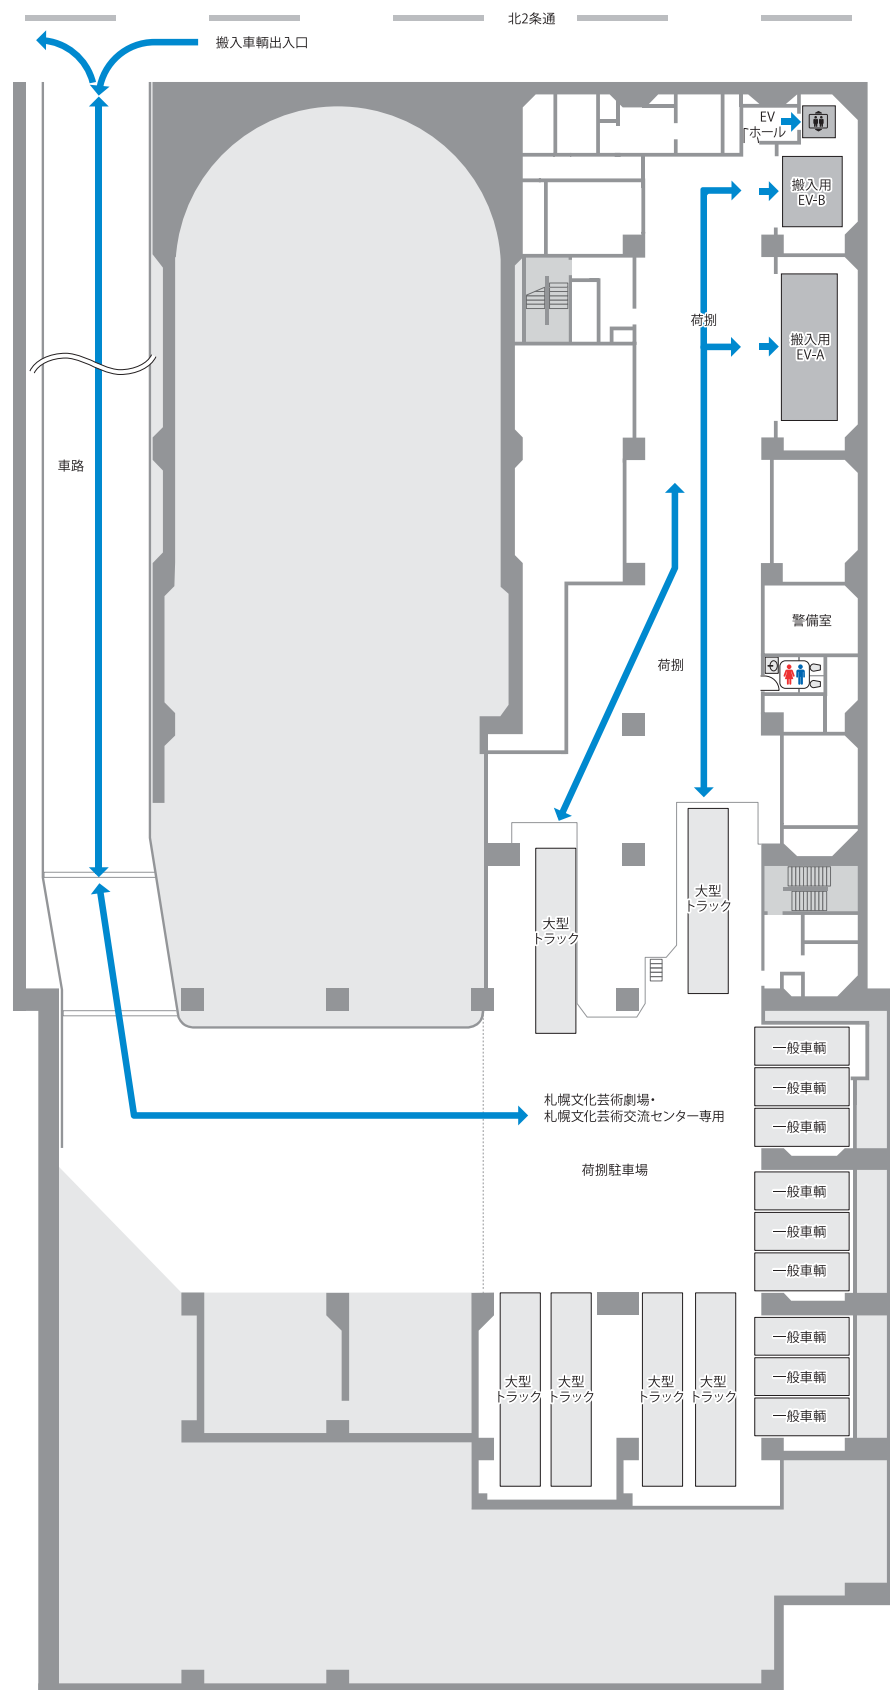 北2条通
搬入車輌出入口
EV
ホール
搬入用
EV-B
荷捌
搬入用
EV-A
車路
警備室
荷捌
大型
トラック
大型
トラック
一般車輌
一般車輌
札幌文化芸術劇場・
札幌文化芸術交流センター専用
一般車輌
荷捌駐車場
一般車輌
一般車輌
一般車輌
一般車輌
一般車輌
一般車輌
大型
トラック
大型
トラック
大型
トラック
大型
トラック